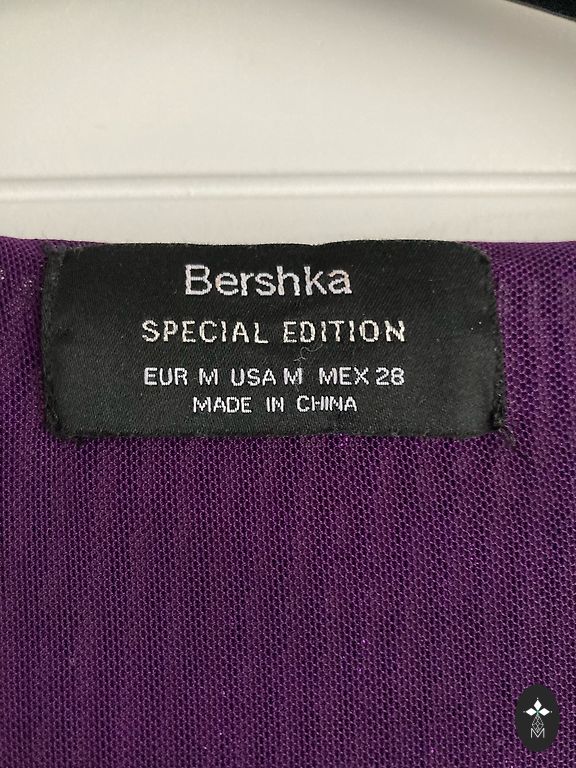 Bershka
SPECIAL EDITION
EUR M USA M MEX 28
MADE IN CHINA
M